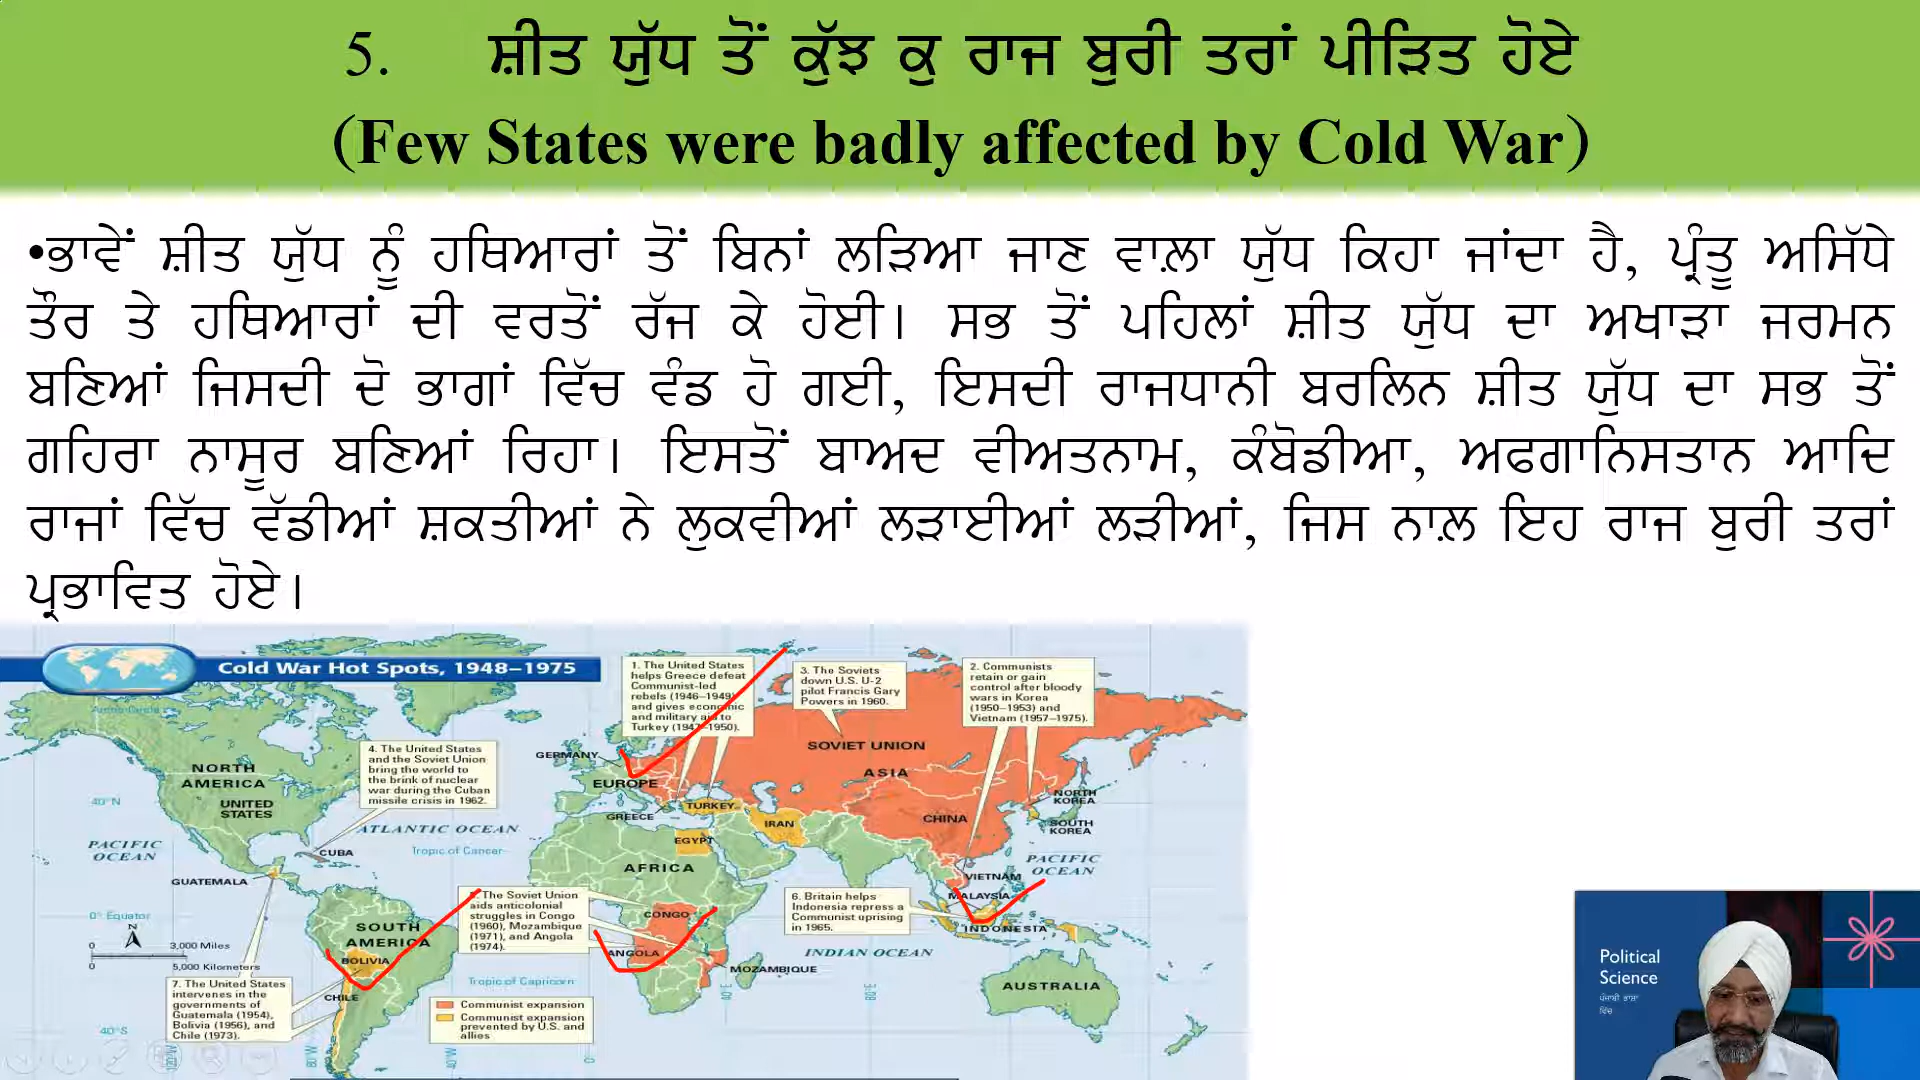 5. ਸ਼ੀਤ ਯੁੱਧ ਤੋਂ ਕੁੱਝ ਕੁ ਰਾਜ ਬੁਰੀ ਤਰਾਂ ਪੀੜਿਤ ਹੋਏ
(Few States were badly affected by Cold War)
•ਭਾਵੇਂ ਸ਼ੀਤ ਯੁੱਧ ਨੂੰ ਹਥਿਆਰਾਂ ਤੋਂ ਬਿਨਾਂ ਲੜਿਆ ਜਾਣ ਵਾਲ਼ਾ ਯੁੱਧ ਕਿਹਾ ਜਾਂਦਾ ਹੈ, ਪ੍ਰੰਤੂ ਅਸਿੱਧੇ
ਤੌਰ ਤੇ ਹਥਿਆਰਾਂ ਦੀ ਵਰਤੋਂ ਰੱਜ ਕੇ ਹੋਈ। ਸਭ ਤੋਂ ਪਹਿਲਾਂ ਸ਼ੀਤ ਯੁੱਧ ਦਾ ਅਖਾੜਾ ਜਰਮਨ
ਬਣਿਆਂ ਜਿਸਦੀ ਦੋ ਭਾਗਾਂ ਵਿੱਚ ਵੰਡ ਹੋ ਗਈ, ਇਸਦੀ ਰਾਜਧਾਨੀ ਬਰਲਿਨ ਸ਼ੀਤ ਯੁੱਧ ਦਾ ਸਭ ਤੋਂ
ਗਹਿਰਾ ਨਾਸੂਰ ਬਣਿਆਂ ਰਿਹਾ। ਇਸਤੋਂ ਬਾਅਦ ਵੀਅਤਨਾਮ, ਕੰਬੋਡੀਆ, ਅਫਗਾਨਿਸਤਾਨ ਆਦਿ
ਰਾਜਾਂ ਵਿੱਚ ਵੱਡੀਆਂ ਸ਼ਕਤੀਆਂ ਨੇ ਲੁਕਵੀਆਂ ਲੜਾਈਆਂ ਲੜੀਆਂ, ਜਿਸ ਨਾਲ਼ ਇਹ ਰਾਜ ਬੁਰੀ ਤਰਾਂ
ਪ੍ਰਭਾਵਿਤ ਹੋਏ।
Cold War Hot Spots, 1948–1975
1. The United States
helps Greece defeat
Communist-led
rebels (1946–1949)
and gives economic
and military aid to
Turkey (1947–1950).
3. The Soviets
down U.S. U-2
pilot Francis Gary
Powers in 1960.
2. Communists
retain or gain
control after bloody
wars in Korea
(1950–1953) and
Vietnam (1957–1975).
4. The United States
and the Soviet Union
bring the world to
the brink of nuclear
war during the Cuban
missile crisis in 1962.
NORTH
AMERICA
UNITED
STATES
40°N
PACIFIC
OCEAN
ATLANTIC OCEAN
Tropic of Cancer
CUBA
GUATEMALA
GERMANY
EUROPE
GREECE
TURKEY
SOVIET UNION
ASIA
IRAN
EGYPT
AFRICA
CHINA
NORTH
KOREA
SOUTH
KOREA
PACIFIC
OCEAN
VIETNAM
MALAYSIA
INDONESIA
0° Equator
N
0
3,000 Miles
0
5,000 Kilometers
SOUTH
AMERICA
BOLIVIA
CHILE
The Soviet Union
aids anticolonial
struggles in Congo
(1960), Mozambique
(1971), and Angola
(1974).
CONGO
ANGOLA
MOZAMBIQUE
6. Britain helps
Indonesia repress a
Communist uprising
in 1965.
INDIAN OCEAN
AUSTRALIA
Tropic of Capricorn
7. The United States
intervenes in the
governments of
Guatemala (1954),
Bolivia (1956), and
Chile (1973).
Communist expansion
Communist expansion
prevented by U.S. and
allies
40°S
80°W
40°W
0°
40°E
80°E
Political
Science
ਪੰਜਾਬੀ ਭਾਸ਼ਾ
ਵਿੱਚ